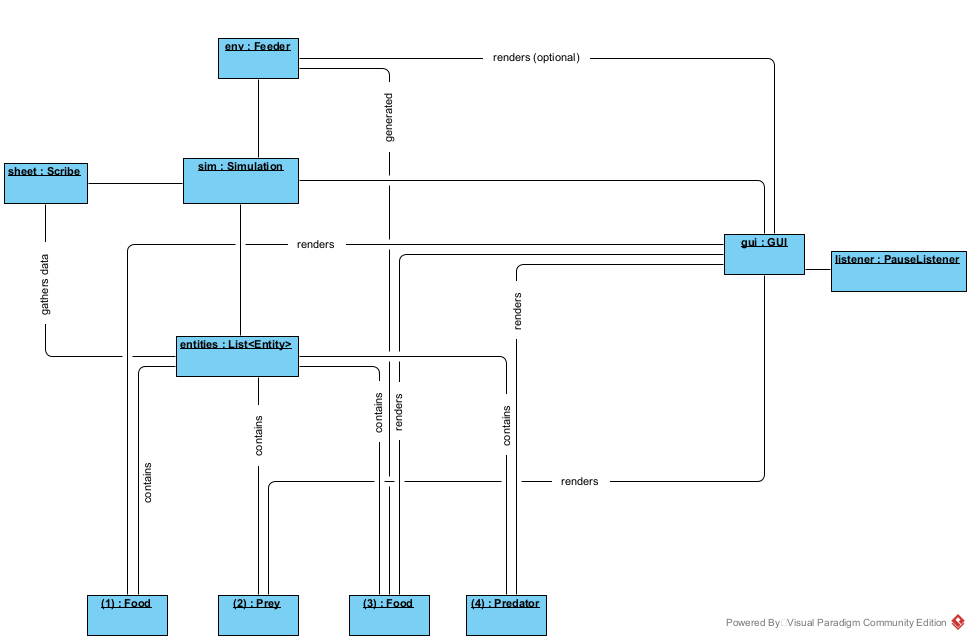 env : Feeder
renders (optional)
generated
sheet : Scribe
sim : Simulation
renders
gui : GUI
listener : PauseListener
gathers data
renders
entities : List<Entity>
contains
contains
contains
renders
contains
renders
(1) : Food
(2) : Prey
(3) : Food
(4) : Predator
Powered By Visual Paradigm Community Edition